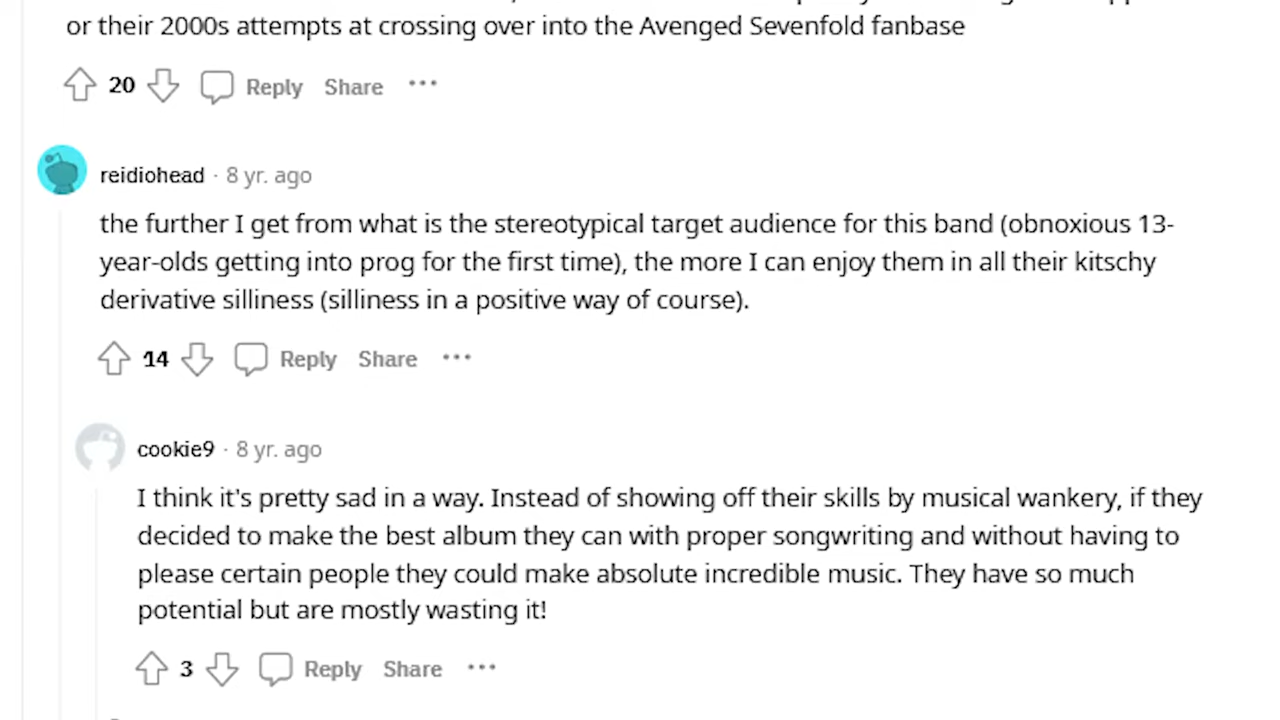 or their 2000s attempts at crossing over into the Avenged Sevenfold fanbase
20 Reply Share ···
reidiohead · 8 yr. ago
the further I get from what is the stereotypical target audience for this band (obnoxious 13-
year-olds getting into prog for the first time), the more I can enjoy them in all their kitschy
derivative silliness (silliness in a positive way of course).
14 Reply Share ···
cookie9 · 8 yr. ago
I think it's pretty sad in a way. Instead of showing off their skills by musical wankery, if they
decided to make the best album they can with proper songwriting and without having to
please certain people they could make absolute incredible music. They have so much
potential but are mostly wasting it!
3 Reply Share ···